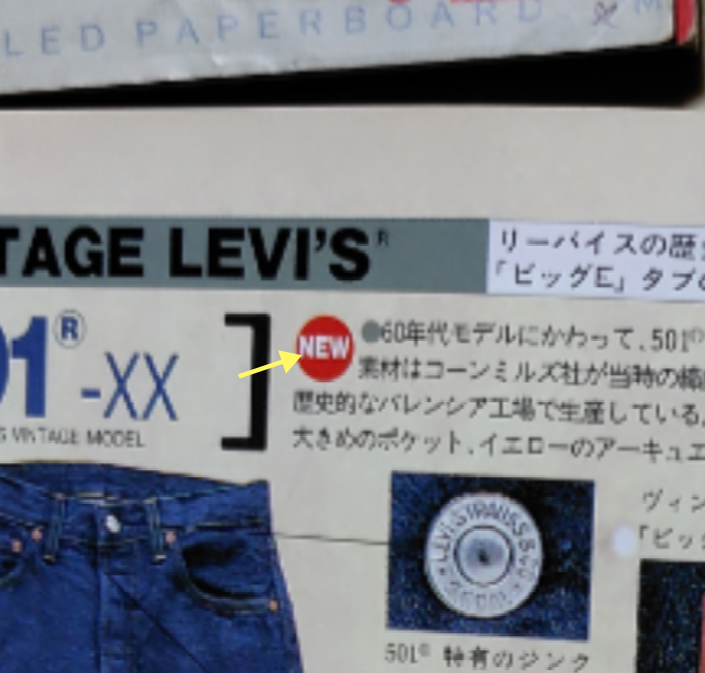 LED PAPERBOARD
TAGE LEVI'S®
リーバイスの歴
「ビッグE」タブの
01®-XX
VINTAGE MODEL
NEW
●60年代モデルにかわって、501®
素材はコーンミルズ社が当時の織
歴史的なバレンシア工場で生産している。
大きめのポケット、イエローのアーキュエ
LEVI STRAUSS & CO
ヴィン
「ビッ
501® 特有のジンク